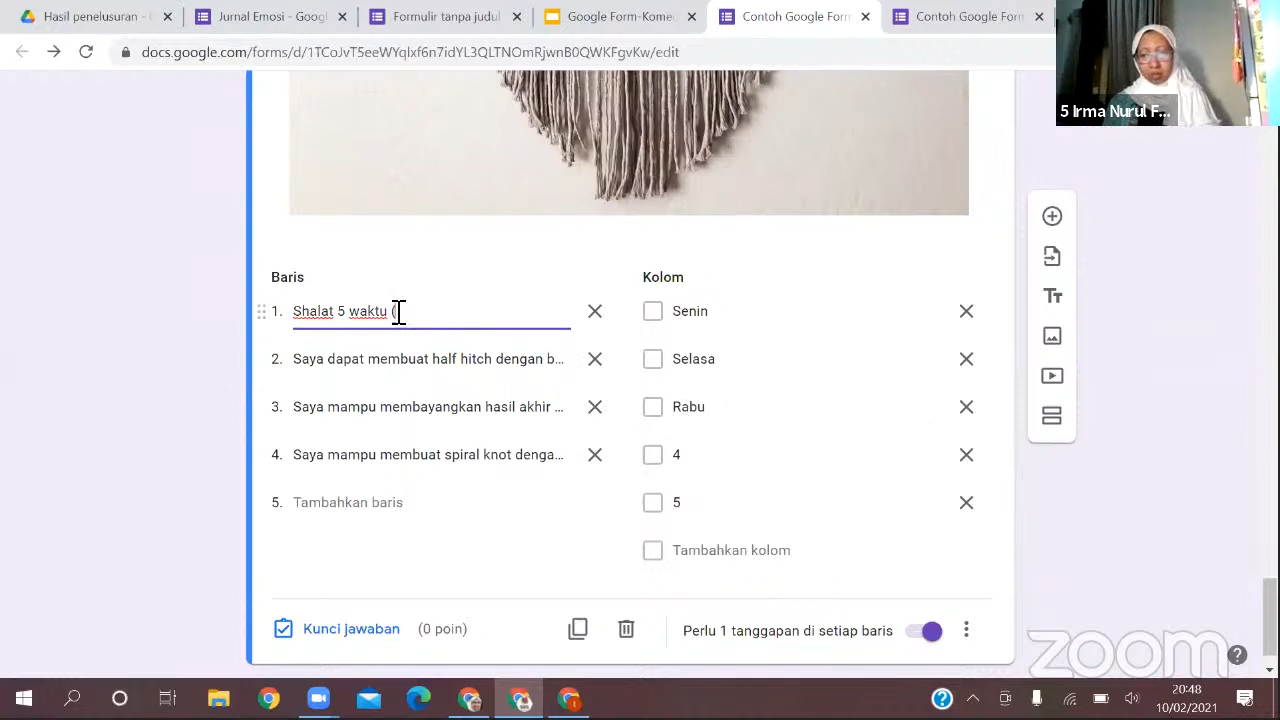 Hasil penelusuran -
Jurnal Emosi - Googl
Formulir tanpa judul
Google Form- Kome
Contoh Google Form
Contoh Google Form
docs.google.com/forms/d/1TCoJvT5eeWYqlxf6n7idYL3QLTNOmRjwnB0QWKFgvKw/edit
5 Irma Nurul F...
Baris
Kolom
1. Shalat 5 waktu (
Senin
2. Saya dapat membuat half hitch dengan b...
Selasa
3. Saya mampu membayangkan hasil akhir ...
Rabu
4. Saya mampu membuat spiral knot denga...
4
5. Tambahkan baris
5
Tambahkan kolom
Kunci jawaban (0 poin)
Perlu 1 tanggapan di setiap baris
zoom
20:48
10/02/2021